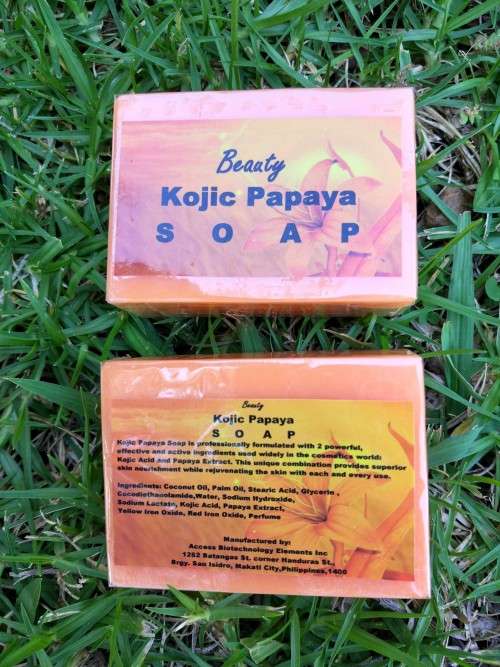 Beauty
Kojic Papaya
SOAP
Beauty
Kojic Papaya
SOAP
Kojic Papaya Soap is professionally formulated with 2 powerful,
effective and active ingredients used widely in the cosmetics world:
Kojic Acid and Papaya Extract. This unique combination provides superior
skin nourishment while rejuvenating the skin with each and every use.
Ingredients: Coconut Oil, Palm Oil, Stearic Acid, Glycerin ,
Cocodiethanolamide,Water, Sodium Hydroxide,
Sodium Lactate, Kojic Acid, Papaya Extract,
Yellow Iron Oxide, Red Iron Oxide, Perfume
Manufactured by:
Access Biotechnology Elements Inc
1282 Batangas St. corner Handuras St.,
Brgy. San Isidro, Makati City,Philippines,1400